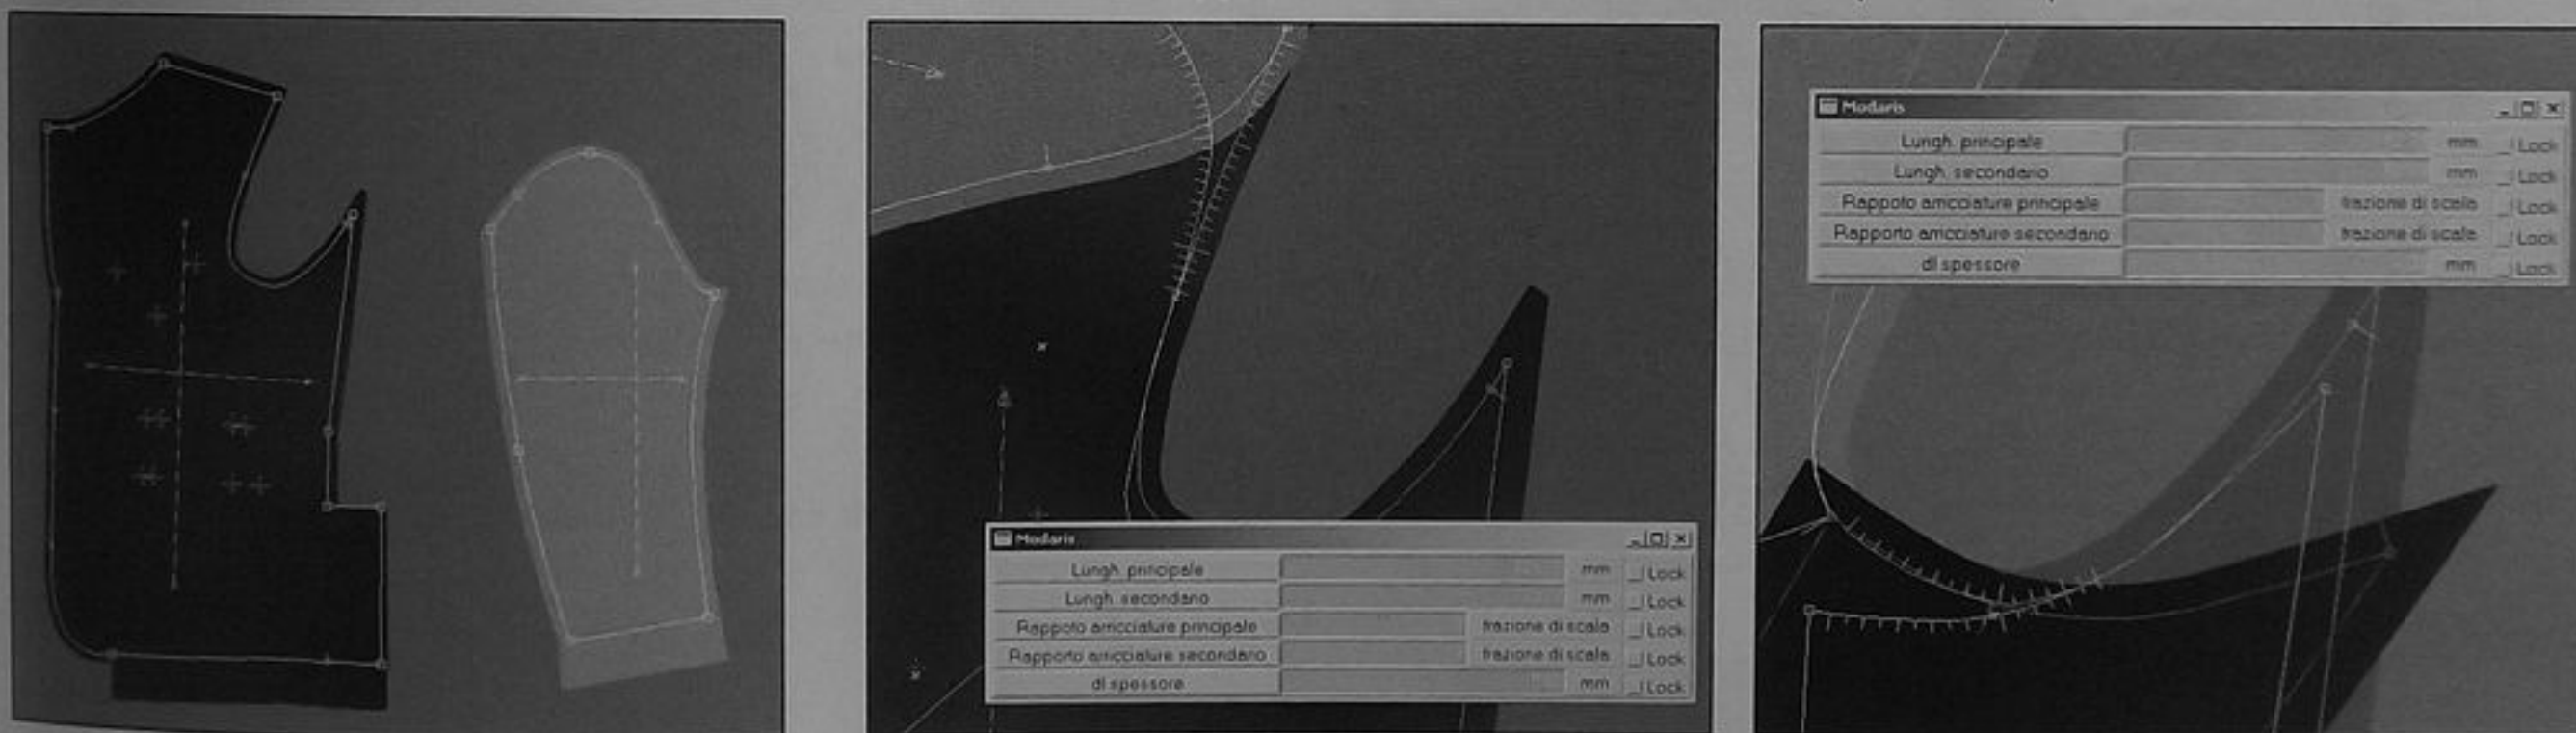 Modaris
Lungh. principale mm Lock
Lungh. secondario mm Lock
Rappoto arricciature principale frazione di scala Lock
Rapporto arricciature secondario frazione di scala Lock
dl spessore mm Lock
Modaris
Lungh. principale mm Lock
Lungh. secondario mm Lock
Rappoto arricciature principale frazione di scala Lock
Rapporto arricciature secondario frazione di scala Lock
dl spessore mm Lock